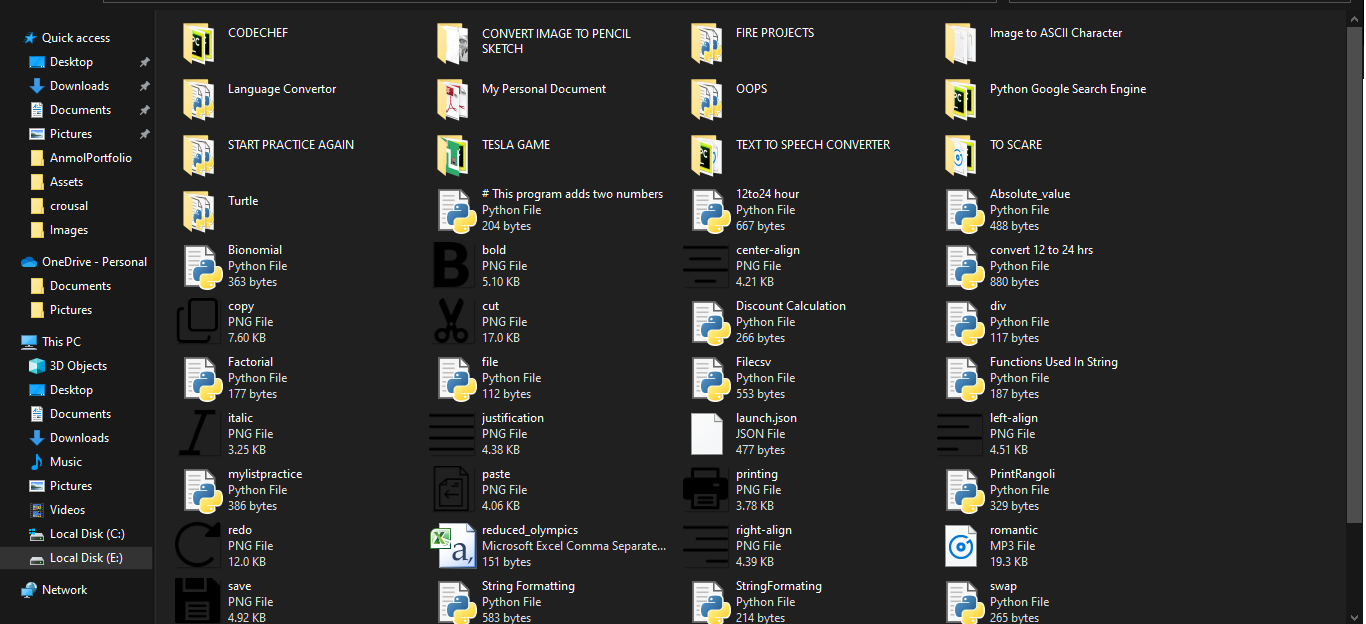 Quick access
Desktop
Downloads
Documents
Pictures
AnmolPortfolio
Assets
crousal
Images
OneDrive - Personal
Documents
Pictures
This PC
3D Objects
Desktop
Documents
Downloads
Music
Pictures
Videos
Local Disk (C:)
Local Disk (E:)
Network
CODECHEF
CONVERT IMAGE TO PENCIL
SKETCH
FIRE PROJECTS
Image to ASCII Character
Language Convertor
My Personal Document
OOPS
Python Google Search Engine
START PRACTICE AGAIN
TESLA GAME
TEXT TO SPEECH CONVERTER
TO SCARE
Turtle
# This program adds two numbers
Python File
204 bytes
12to24 hour
Python File
667 bytes
Absolute_value
Python File
488 bytes
Bionomial
Python File
363 bytes
bold
PNG File
5.10 KB
center-align
PNG File
4.21 KB
convert 12 to 24 hrs
Python File
880 bytes
copy
PNG File
7.60 KB
cut
PNG File
17.0 KB
Discount Calculation
Python File
266 bytes
div
Python File
117 bytes
Factorial
Python File
177 bytes
file
Python File
112 bytes
Filecsv
Python File
553 bytes
Functions Used In String
Python File
187 bytes
italic
PNG File
3.25 KB
justification
PNG File
4.38 KB
launch.json
JSON File
477 bytes
left-align
PNG File
4.51 KB
mylistpractice
Python File
386 bytes
paste
PNG File
4.06 KB
printing
PNG File
3.78 KB
PrintRangoli
Python File
329 bytes
redo
PNG File
12.0 KB
reduced_olympics
Microsoft Excel Comma Separate...
151 bytes
right-align
PNG File
4.39 KB
romantic
MP3 File
19.3 KB
save
PNG File
4.92 KB
String Formatting
Python File
583 bytes
StringFormating
Python File
214 bytes
swap
Python File
265 bytes